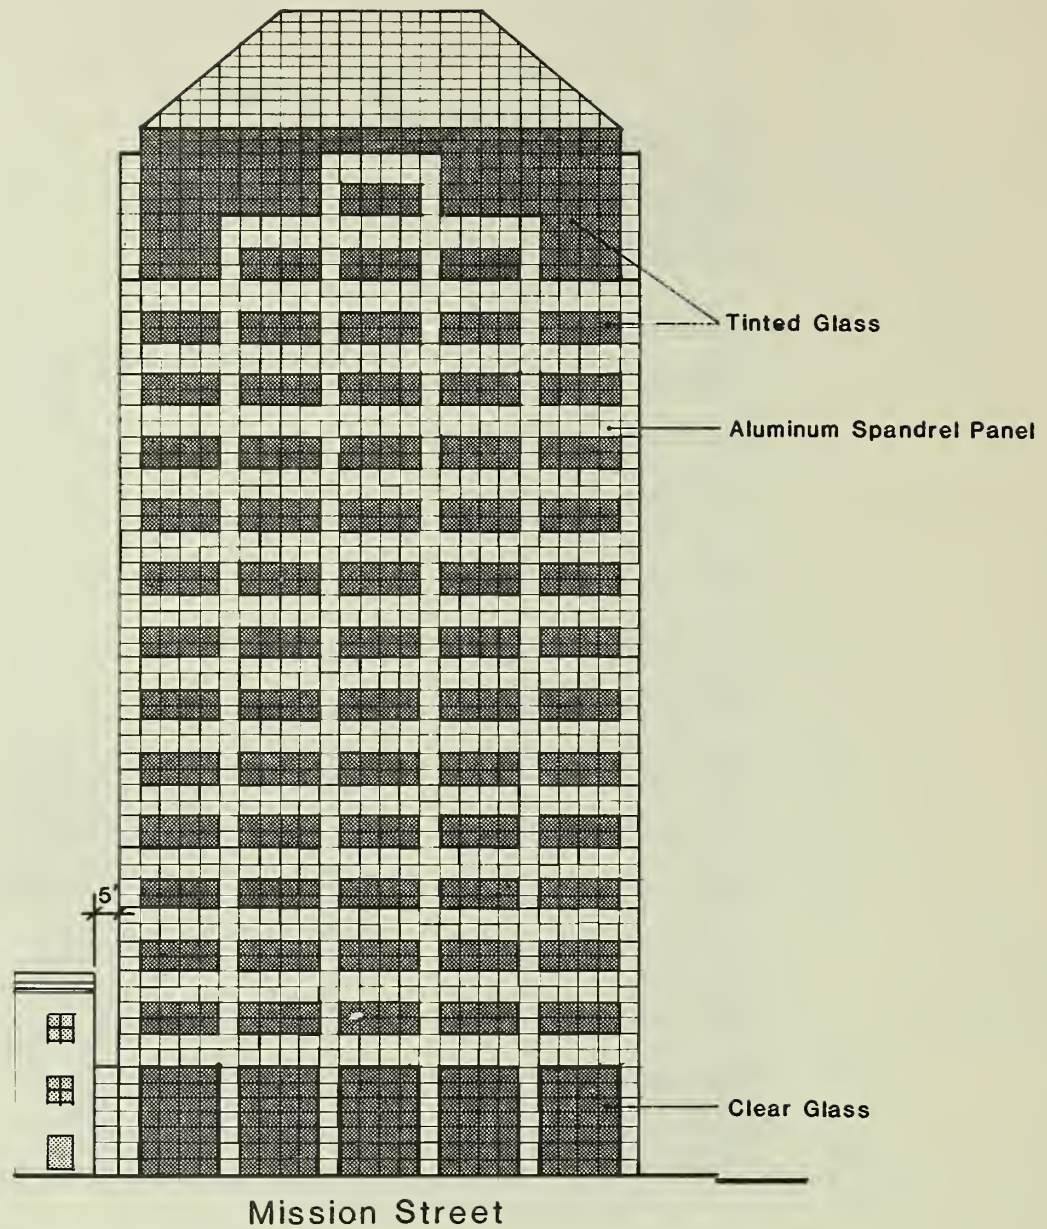 Tinted Glass
Aluminum Spandrel Panel
5'
Clear Glass
Mission Street